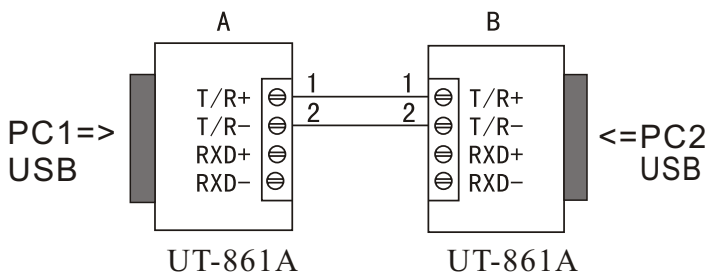 A
B
1
1
T/R+
T/R+
2
2
T/R-
T/R-
PC1=>
USB
<=PC2
USB
RXD+
RXD+
RXD-
RXD-
UT-861A
UT-861A